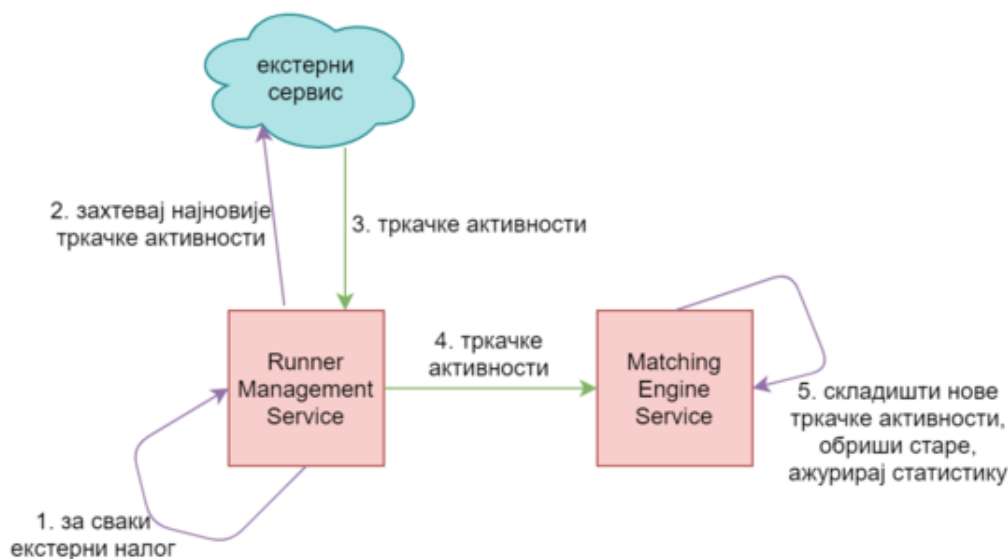 екстерни
сервис
2. захтевај најновије
тркачке активности
3. тркачке активности
Runner
Management
Service
4. тркачке
активности
Matching
Engine
Service
5. складишти нове
тркачке активности,
обриши старе,
ажурирај статистику
1. за сваки
екстерни налог